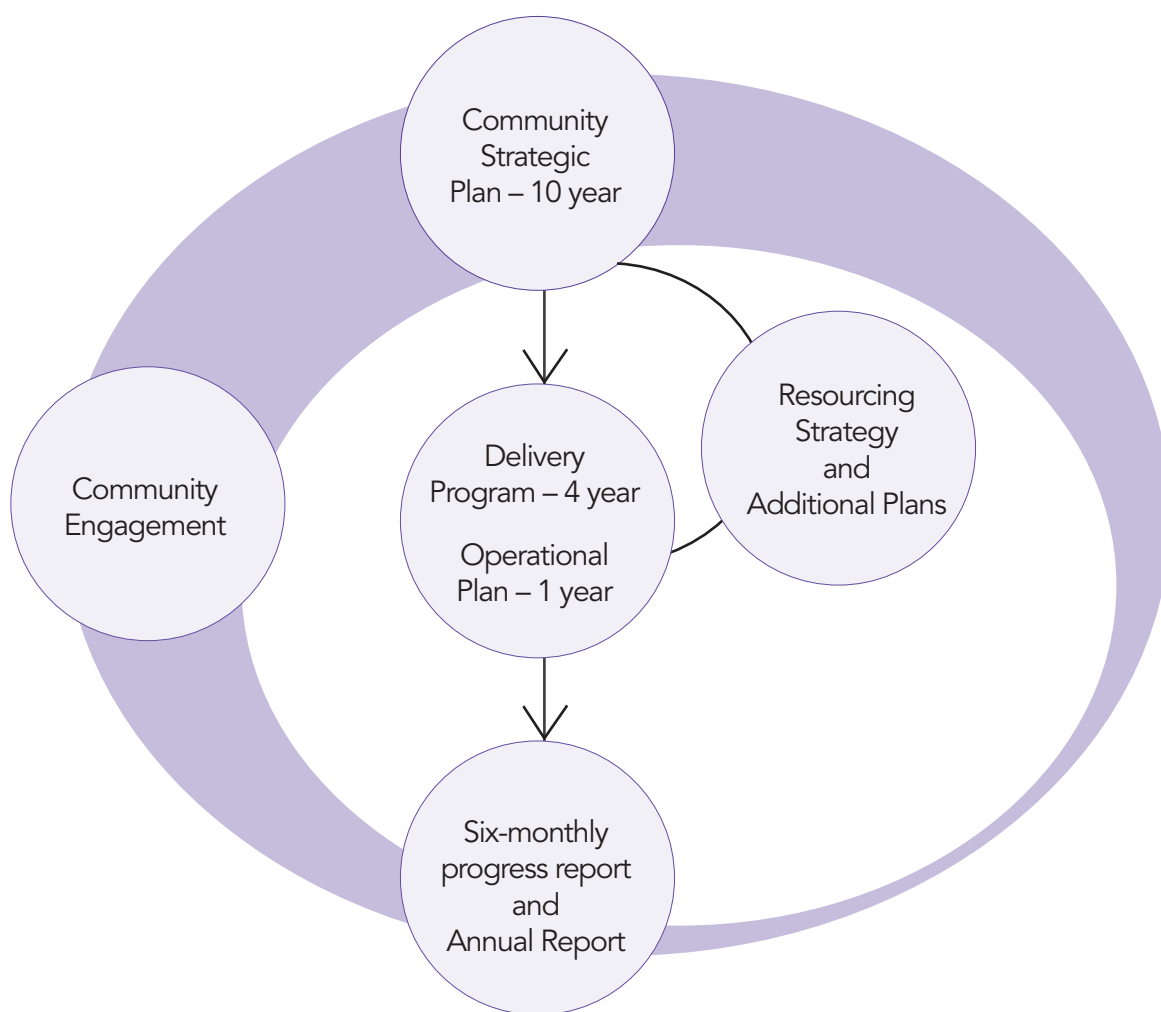 Community
Strategic
Plan – 10 year
Resourcing
Strategy
and
Additional Plans
Delivery
Program – 4 year
Operational
Plan – 1 year
Community
Engagement
Six-monthly
progress report
and
Annual Report